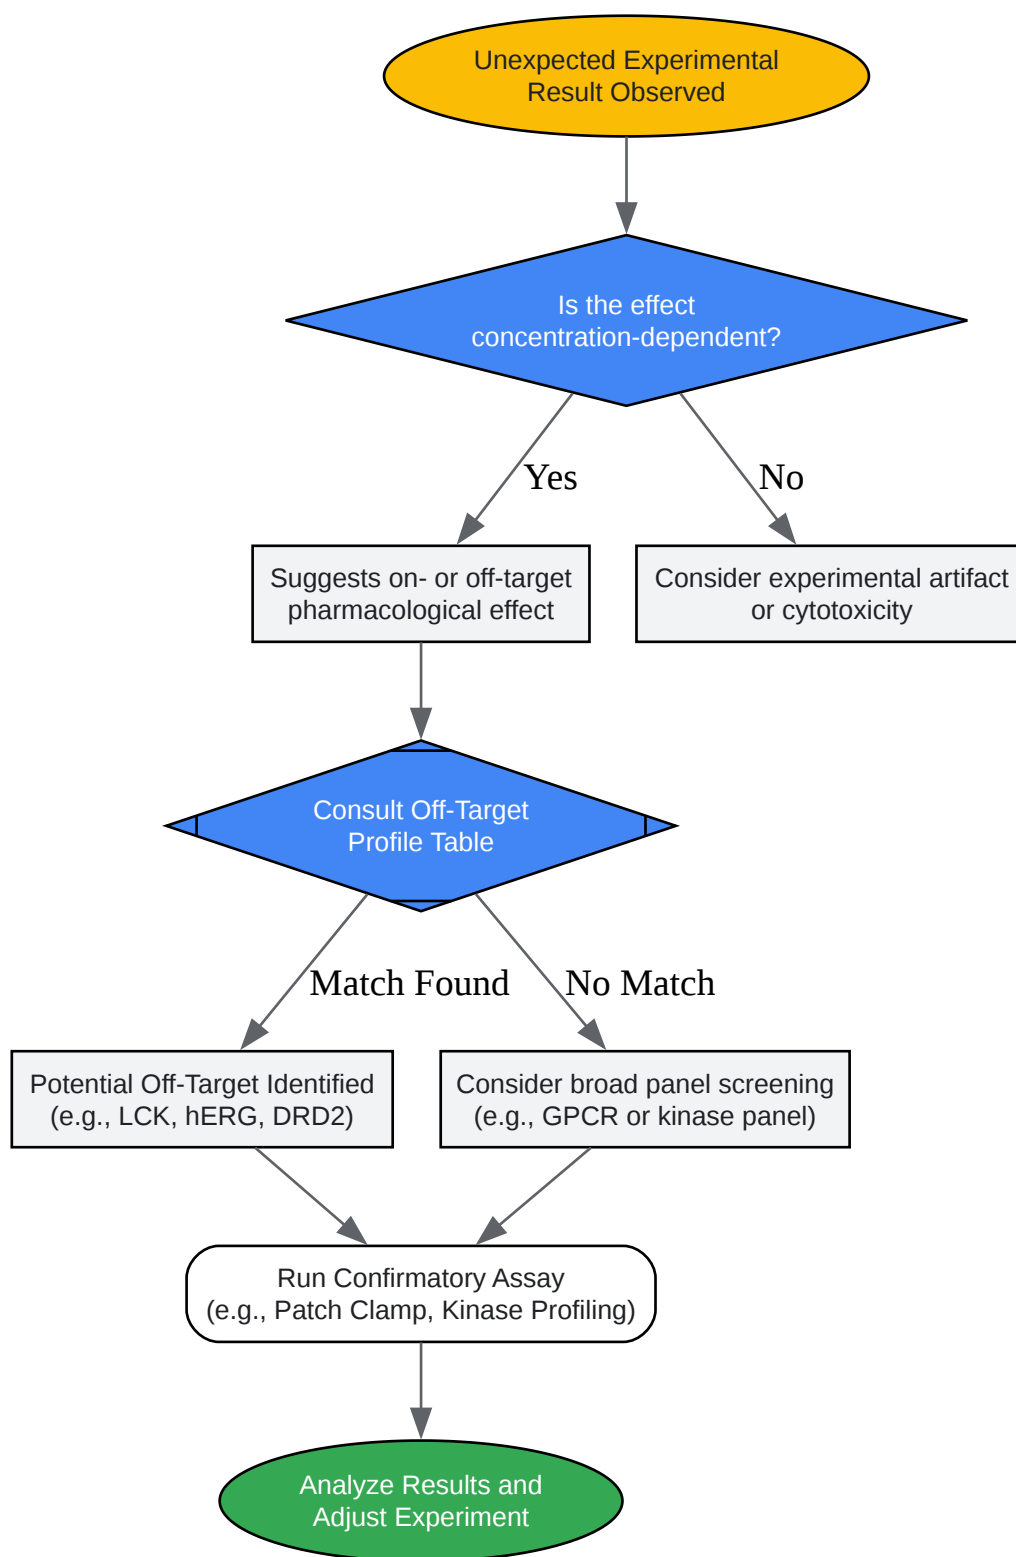 Unexpected Experimental
Result Observed
Is the effect
concentration-dependent?
Yes
No
Suggests on- or off-target
pharmacological effect
Consider experimental artifact
or cytotoxicity
Consult Off-Target
Profile Table
Match Found
No Match
Potential Off-Target Identified
(e.g., LCK, hERG, DRD2)
Consider broad panel screening
(e.g., GPCR or kinase panel)
Run Confirmatory Assay
(e.g., Patch Clamp, Kinase Profiling)
Analyze Results and
Adjust Experiment